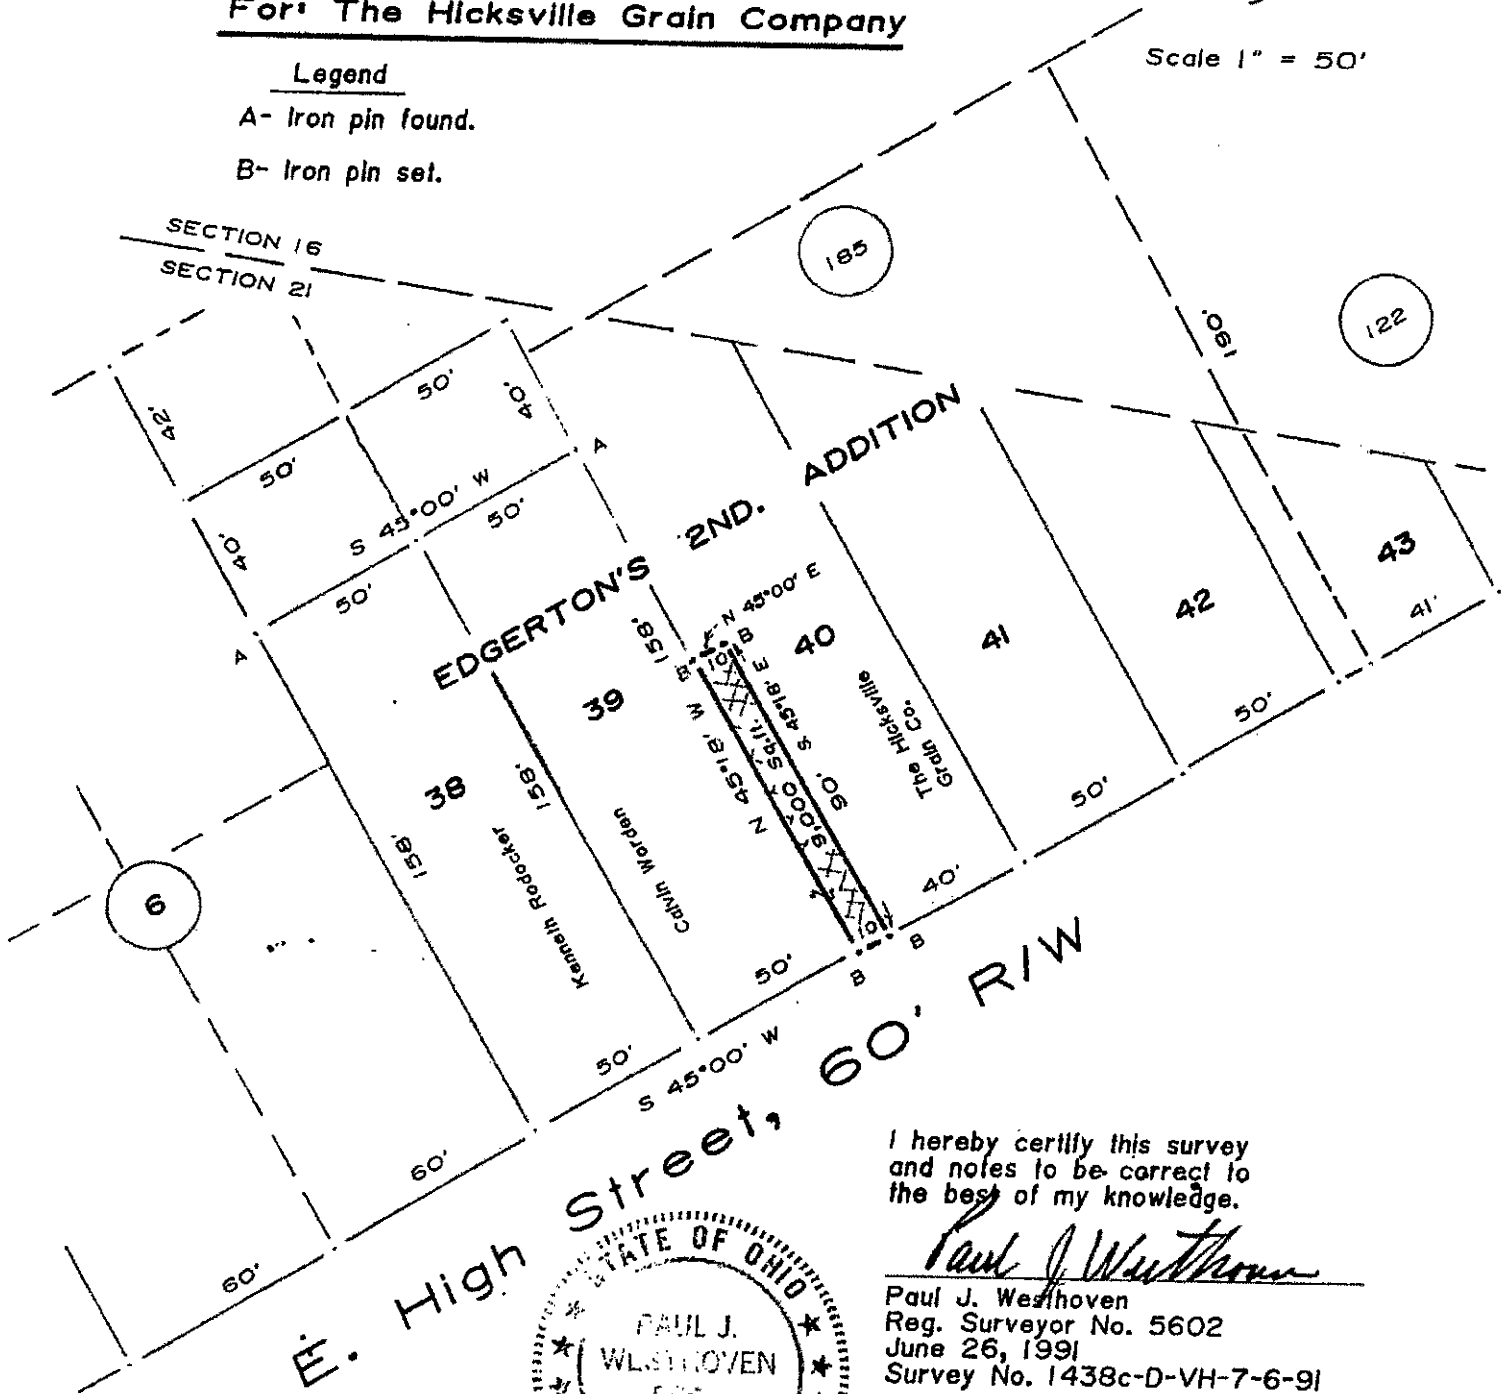 For: The Hicksville Grain Company
Scale 1" = 50'
Legend
A- Iron pin found.
B- Iron pin set.
SECTION 16
SECTION 21
185
122
190'
42'
50'
50'
40'
40'
S 45°00' W
50'
50'
A
A
EDGERTON'S 2ND. ADDITION
158'
N 45°00' E
B
B
10'
38
39
40
41
42
43
41'
50'
50'
40'
N 45°18' W
S 45°18' E
90'
9,000 Sq.ft.
The Hicksville
Grain Co.
158'
158'
Kenneth Rodocker
Calvin Warden
6
10'
B
B
50'
50'
S 45°00' W
60'
60'
E. High Street, 60' R/W
I hereby certify this survey
and notes to be correct to
the best of my knowledge.
Paul J Westhoven
Paul J. Westhoven
Reg. Surveyor No. 5602
June 26, 1991
Survey No. 1438c-D-VH-7-6-91
STATE OF OHIO
PAUL J.
WESTHOVEN